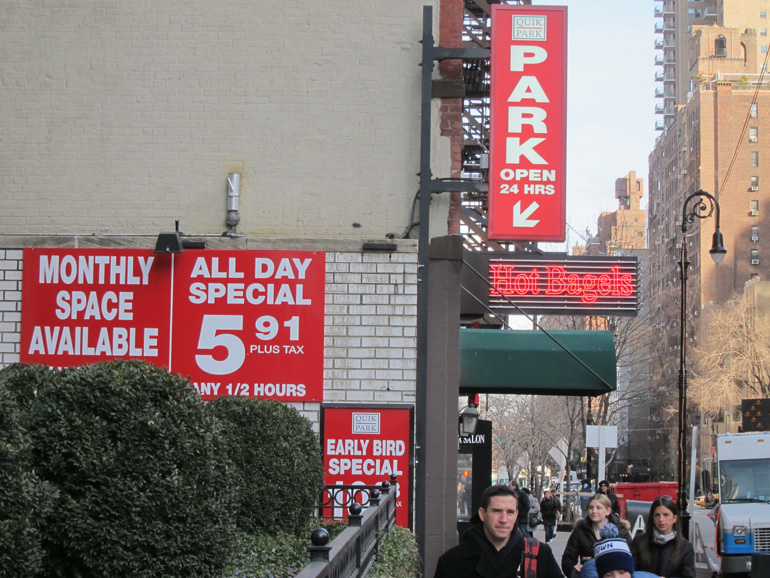 QUIK
PARK
PARK
OPEN
24 HRS
Hot Bagels
MONTHLY
SPACE
AVAILABLE
ALL DAY
SPECIAL
5 91
PLUS TAX
ANY 1/2 HOURS
QUIK
PARK
EARLY BIRD
SPECIAL
SALON